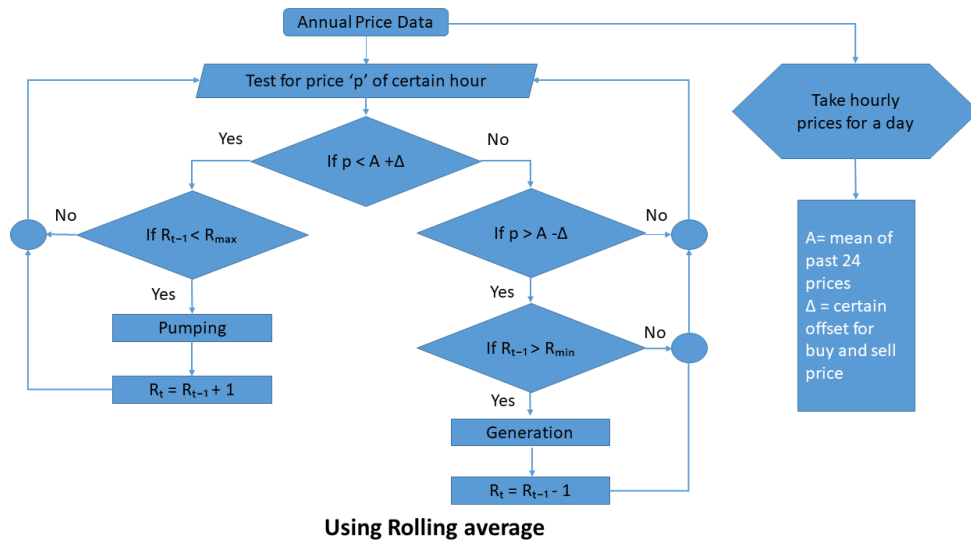 Annual Price Data
Test for price ‘p’ of certain hour
Take hourly
prices for a day
Yes
No
If p < A +Δ
No
If Rt−1 < Rmax
If p > A -Δ
No
A= mean of
past 24
prices
Δ = certain
offset for
buy and sell
price
Yes
Yes
Pumping
If Rt−1 > Rmin
No
Rt = Rt−1 + 1
Yes
Generation
Rt = Rt−1 - 1
Using Rolling average